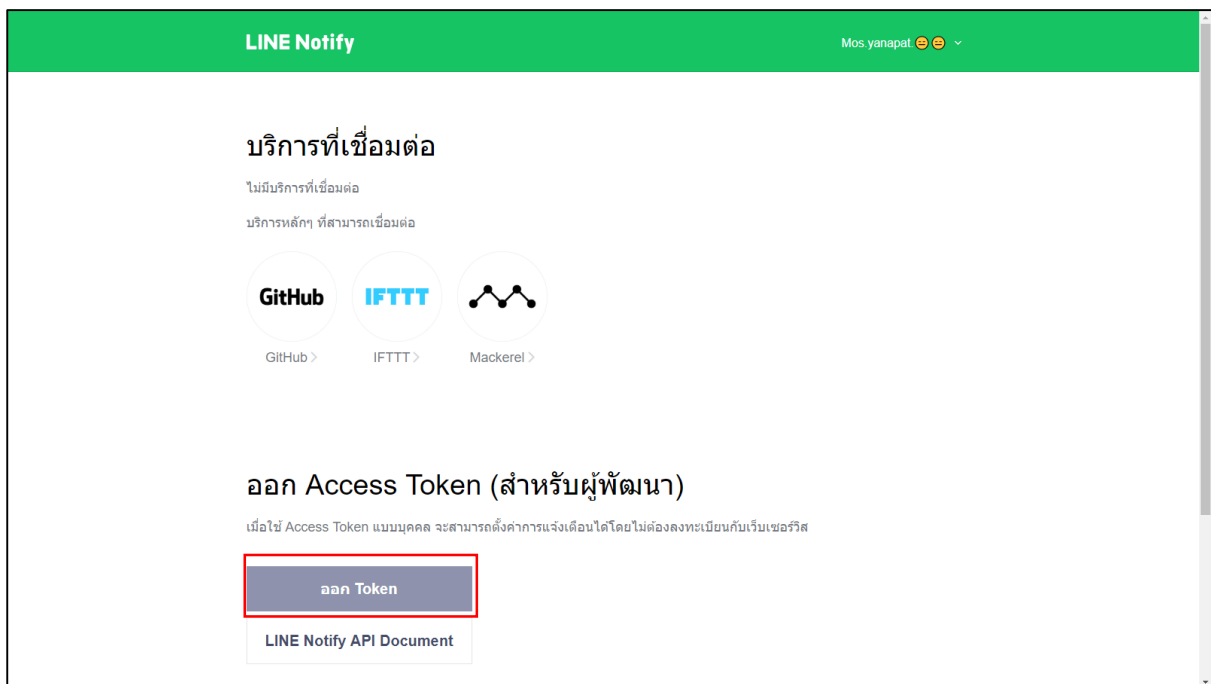 LINE Notify
Mos.yanapat.😑😑
บริการที่เชื่อมต่อ
ไม่มีบริการที่เชื่อมต่อ
บริการหลักๆ ที่สามารถเชื่อมต่อ
GitHub IFTTT
GitHub IFTTT Mackerel
ออก Access Token (สำหรับผู้พัฒนา)
เมื่อใช้ Access Token แบบบุคคล จะสามารถตั้งค่าการแจ้งเตือนได้โดยไม่ต้องลงทะเบียนกับเว็บเซอร์วิส
ออก Token
LINE Notify API Document